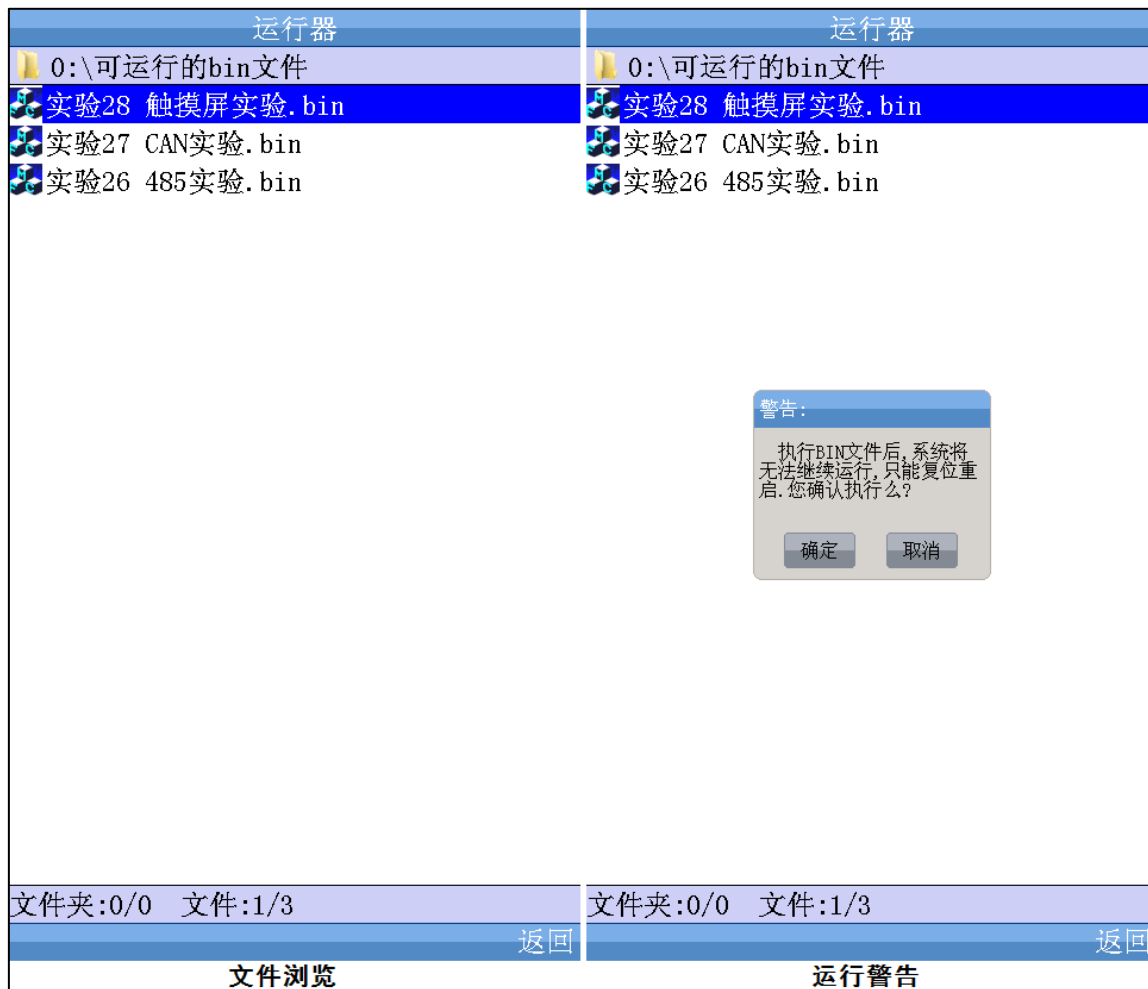 运行器
0:\可运行的bin文件
实验28 触摸屏实验.bin
实验27 CAN实验.bin
实验26 485实验.bin
文件夹:0/0 文件:1/3
返回
文件浏览
运行器
0:\可运行的bin文件
实验28 触摸屏实验.bin
实验27 CAN实验.bin
实验26 485实验.bin
警告:
执行BIN文件后,系统将
无法继续运行,只能复位重
启.您确认执行么?
确定 取消
文件夹:0/0 文件:1/3
返回
运行警告